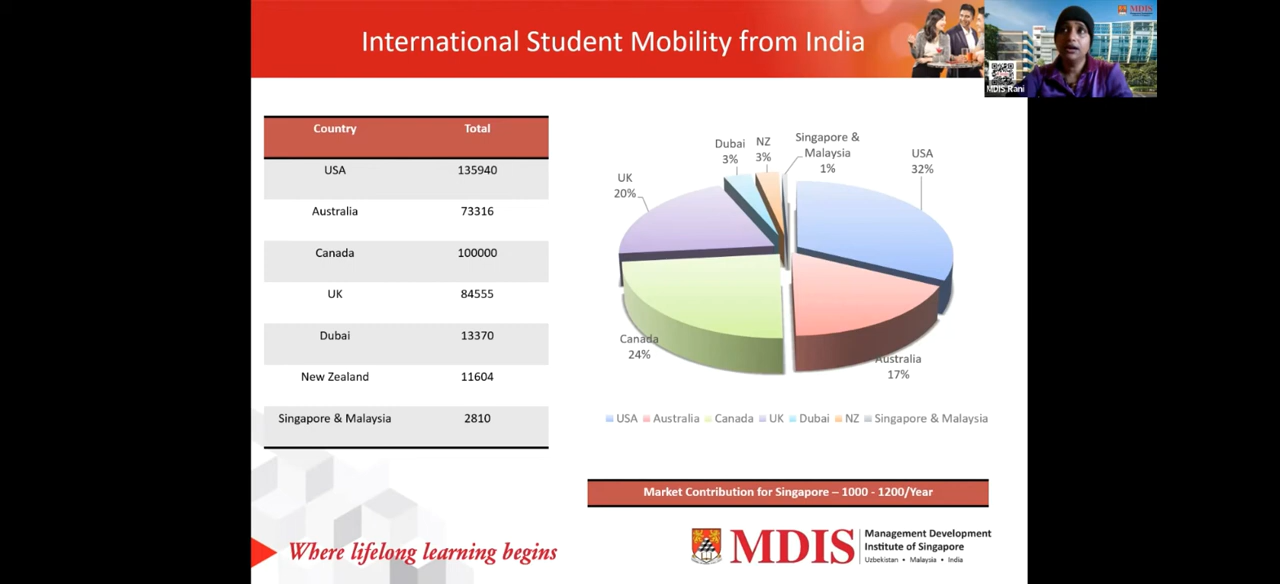 International Student Mobility from India
MDIS
MDIS Rani
Country Total
USA 135940
Australia 73316
Canada 100000
UK 84555
Dubai 13370
New Zealand 11604
Singapore & Malaysia 2810
Singapore &
Malaysia
1%
NZ
3%
Dubai
3%
USA
32%
UK
20%
Canada
24%
Australia
17%
USA Australia Canada UK Dubai NZ Singapore & Malaysia
Market Contribution for Singapore – 1000 - 1200/Year
Where lifelong learning begins
MDIS
Management Development
Institute of Singapore
Uzbekistan • Malaysia • India